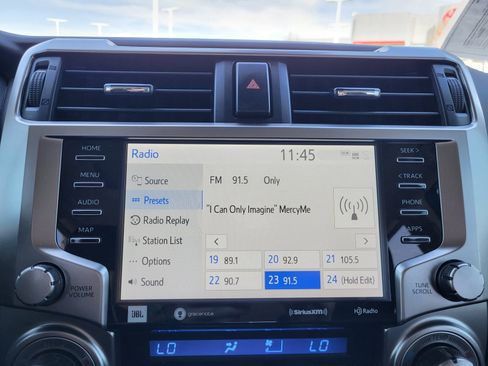 HOME
MENU
AUDIO
MAP
POWER
VOLUME
Radio
11:45
Source
Presets
Radio Replay
Station List
Options
Sound
FM 91.5 Only
"I Can Only Imagine" MercyMe
<
>
19 89.1
20 92.9
21 105.5
22 90.7
23 91.5
24 (Hold Edit)
SEEK >
< TRACK
PHONE
APPS
TUNE
SCROLL
JBL
gracenote
SiriusXM
HD Radio
LO
LO